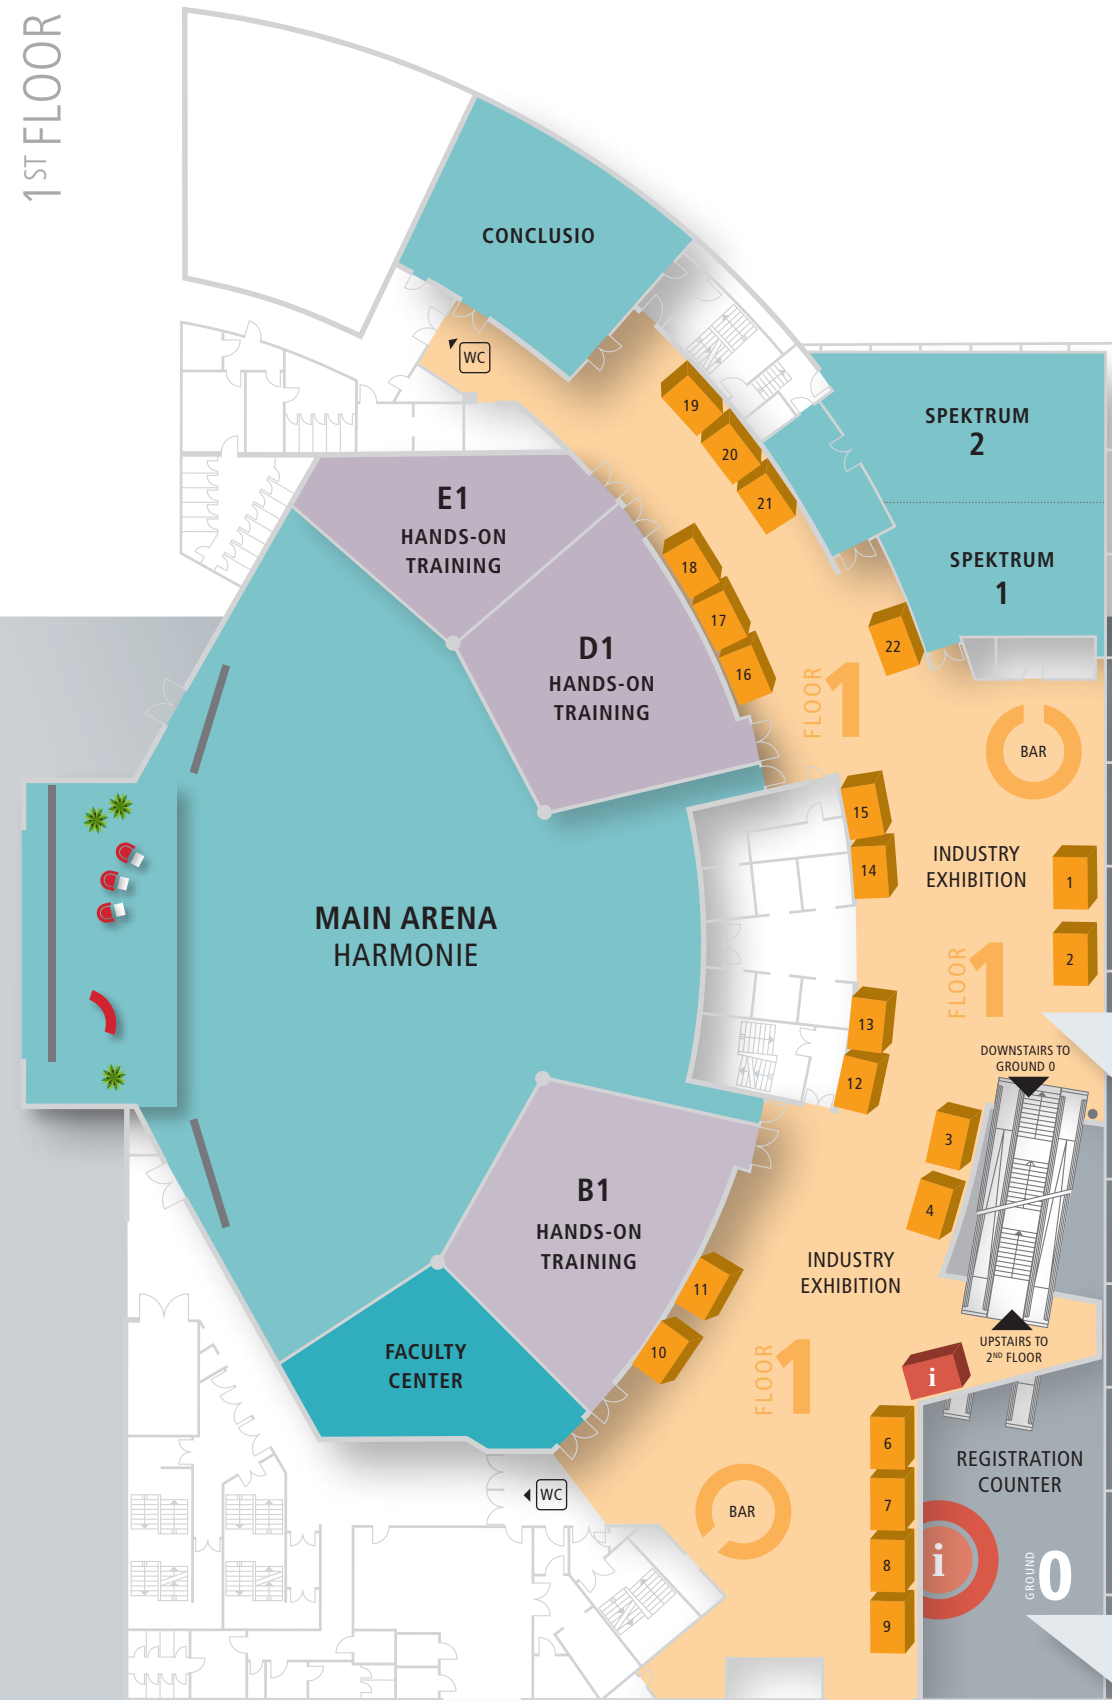 1ST FLOOR
CONCLUSIO
WC
19
20
21
SPEKTRUM
2
E1
HANDS-ON
TRAINING
18
17
16
SPEKTRUM
1
22
D1
HANDS-ON
TRAINING
FLOOR 1
BAR
15
14
INDUSTRY
EXHIBITION
1
2
MAIN ARENA
HARMONIE
FLOOR 1
13
12
DOWNSTAIRS TO
GROUND 0
3
4
B1
HANDS-ON
TRAINING
INDUSTRY
EXHIBITION
11
10
FACULTY
CENTER
FLOOR 1
UPSTAIRS TO
2ND FLOOR
i
6
7
8
9
REGISTRATION
COUNTER
WC
BAR
i
GROUND 0